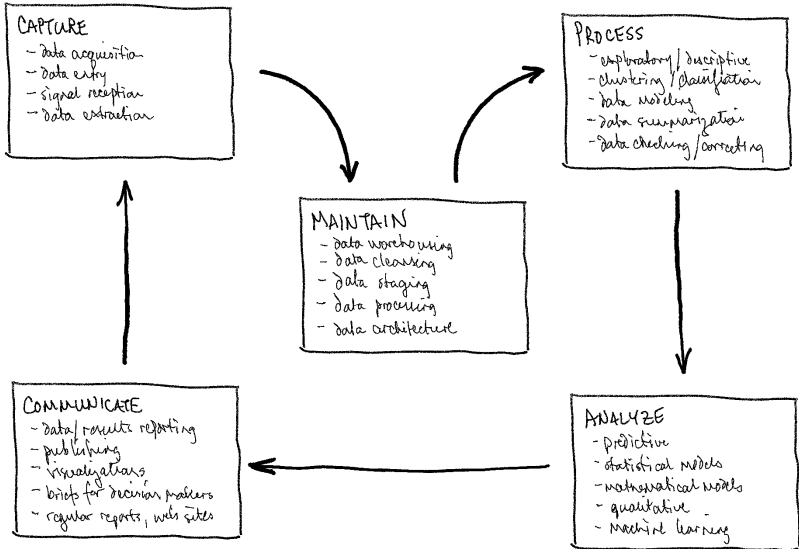 CAPTURE
- data acquisition
- data entry
- signal reception
- data extraction
PROCESS
- exploratory/descriptive
- clustering/classification
- data modeling
- data summarization
- data checking/correcting
MAINTAIN
- data warehousing
- data cleansing
- data staging
- data processing
- data architecture
COMMUNICATE
- data/results reporting
- publishing
- visualizations
- briefs for decision makers
- regular reports, web sites
ANALYZE
- predictive
- statistical models
- mathematical models
- qualitative
- machine learning